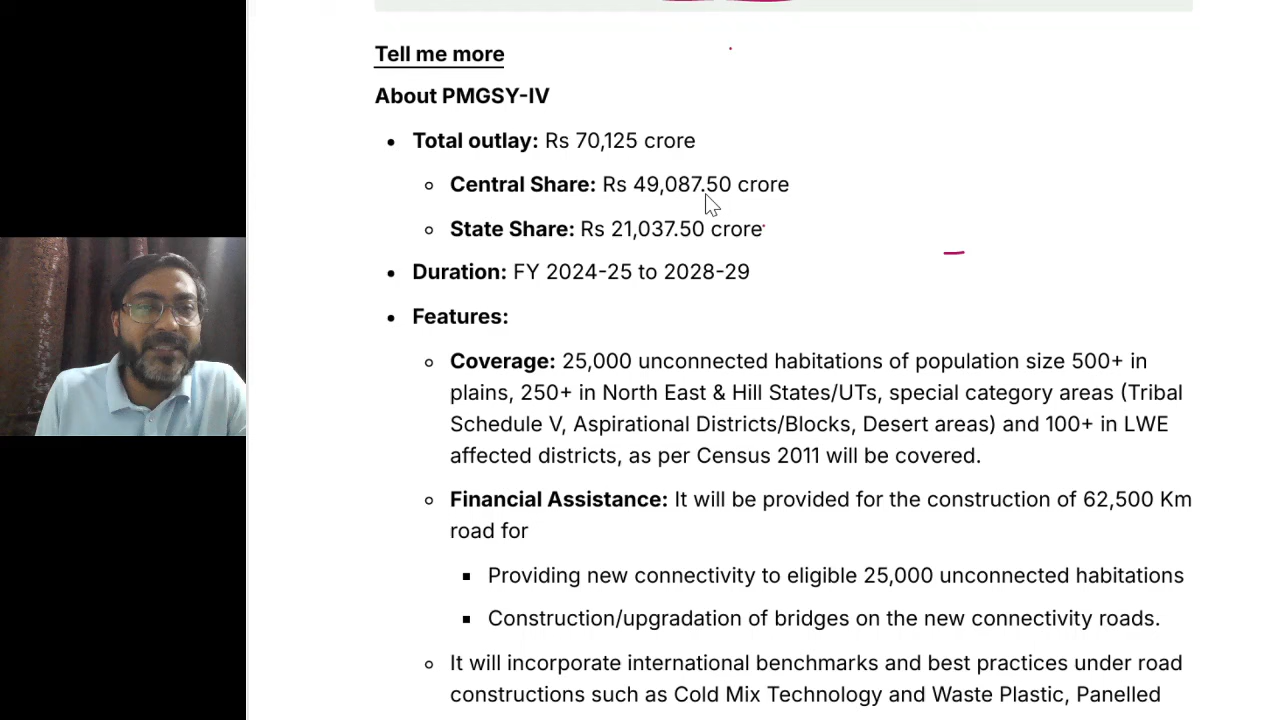 Tell me more
About PMGSY-IV
• Total outlay: Rs 70,125 crore
○ Central Share: Rs 49,087.50 crore
○ State Share: Rs 21,037.50 crore
• Duration: FY 2024-25 to 2028-29
• Features:
○ Coverage: 25,000 unconnected habitations of population size 500+ in
plains, 250+ in North East & Hill States/UTs, special category areas (Tribal
Schedule V, Aspirational Districts/Blocks, Desert areas) and 100+ in LWE
affected districts, as per Census 2011 will be covered.
○ Financial Assistance: It will be provided for the construction of 62,500 Km
road for
▪ Providing new connectivity to eligible 25,000 unconnected habitations
▪ Construction/upgradation of bridges on the new connectivity roads.
○ It will incorporate international benchmarks and best practices under road
constructions such as Cold Mix Technology and Waste Plastic, Panelled